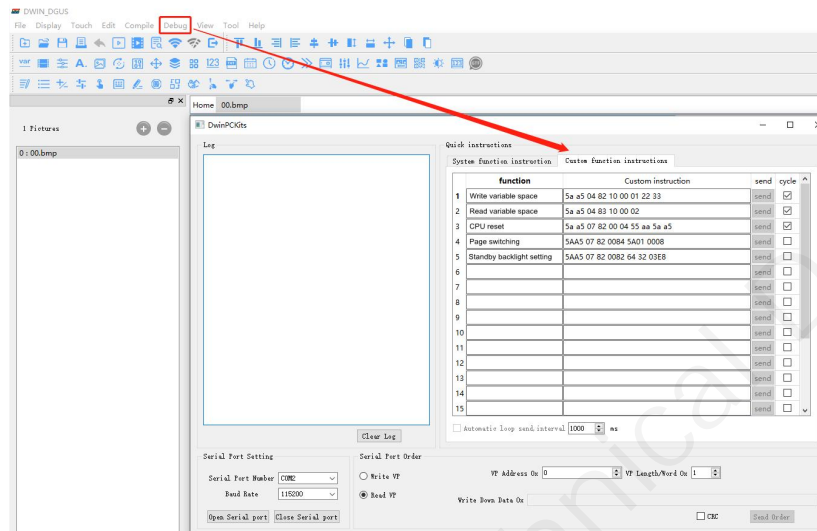 DWIN_DGUS
File Display Touch Edit Compile Debug View Tool Help
Home 00.bmp
1 Pictures
0 : 00.bmp
DwinPCKits
Log
Quick instructions
System function instruction Custom function instructions
function Custom instruction send cycle
1 Write variable space 5a a5 04 82 10 00 01 22 33 send
2 Read variable space 5a a5 04 83 10 00 02 send
3 CPU reset 5a a5 07 82 00 04 55 aa 5a a5 send
4 Page switching 5AA5 07 82 0084 5A01 0008 send
5 Standby backlight setting 5AA5 07 82 0082 64 32 03E8 send
6 send
7 send
8 send
9 send
10 send
11 send
12 send
13 send
14 send
15 send
Clear Log
Automatic loop send interval 1000 ms
Serial Port Setting
Serial Port Number COM2
Baud Rate 115200
Open Serial port Close Serial port
Serial Port Order
Write VP
Read VP
VP Address 0x 0 VP Length/Word 0x 1
Write Down Data 0x
CRC Send Order